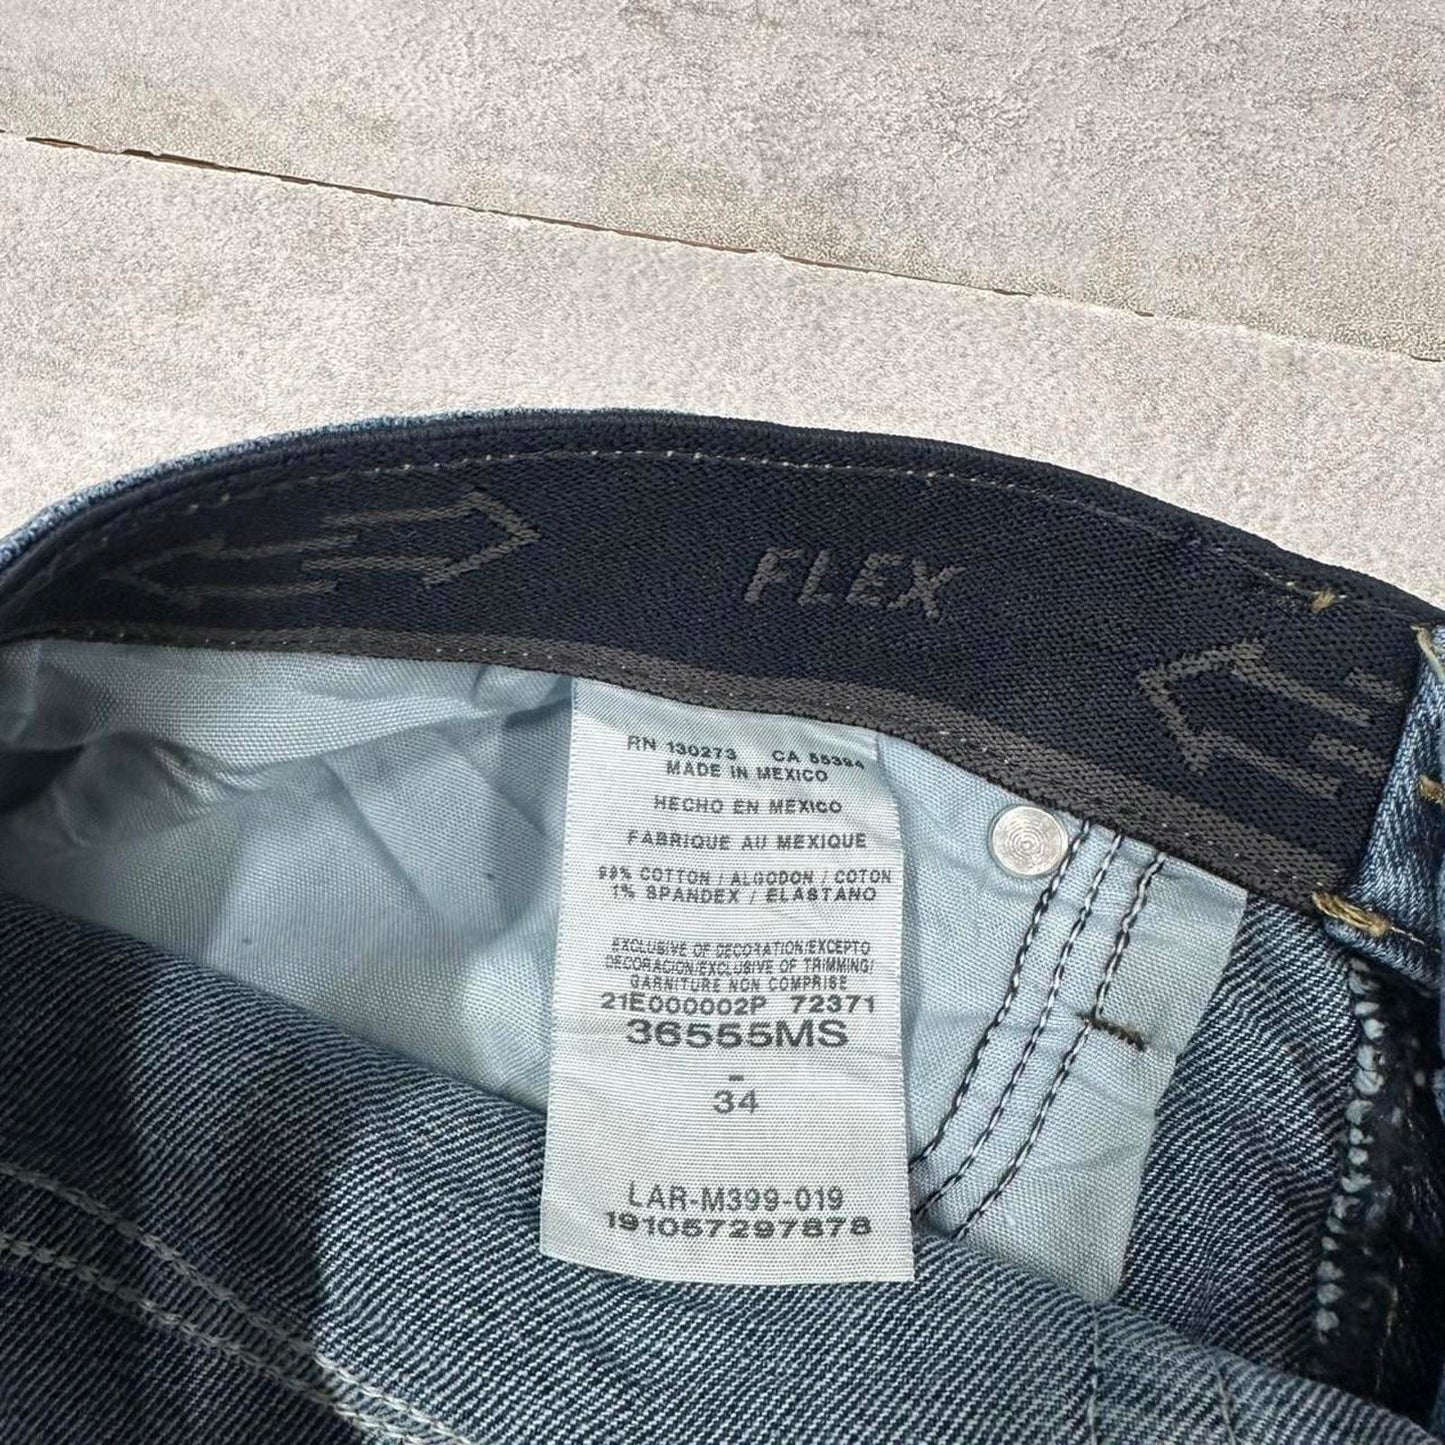 FLEX
RN 130273 CA 55394
MADE IN MEXICO
HECHO EN MEXICO
FABRIQUE AU MEXIQUE
99% COTTON / ALGODON / COTON
1% SPANDEX / ELASTANO
EXCLUSIVE OF DECORATION/EXCEPTO
DECORACION/EXCLUSIVE OF TRIMMING/
GARNITURE NON COMPRISE
21E000002P 72371
36555MS
-
34
LAR-M399-019
191057297878